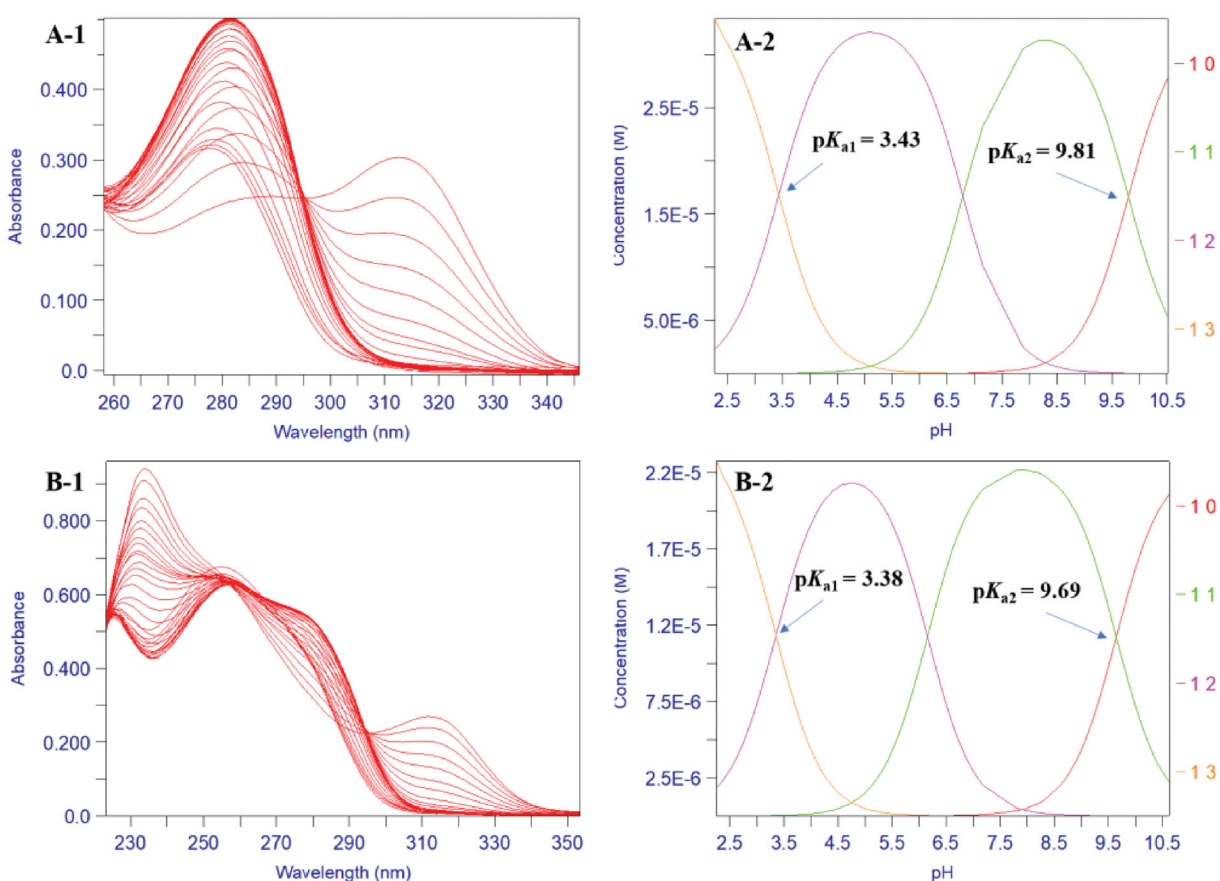 A-1
0.400
0.300
0.200
0.100
0.0
Absorbance
260 270 280 290 300 310 320 330 340
Wavelength (nm)
A-2
2.5E-5
1.5E-5
5.0E-6
Concentration (M)
pKa1 = 3.43
pKa2 = 9.81
10
11
12
13
2.5 3.5 4.5 5.5 6.5 7.5 8.5 9.5 10.5
pH
B-1
0.800
0.600
0.400
0.200
0.0
Absorbance
230 250 270 290 310 330 350
Wavelength (nm)
B-2
2.2E-5
1.7E-5
1.2E-5
7.5E-6
2.5E-6
Concentration (M)
pKa1 = 3.38
pKa2 = 9.69
10
11
12
13
2.5 3.5 4.5 5.5 6.5 7.5 8.5 9.5 10.5
pH